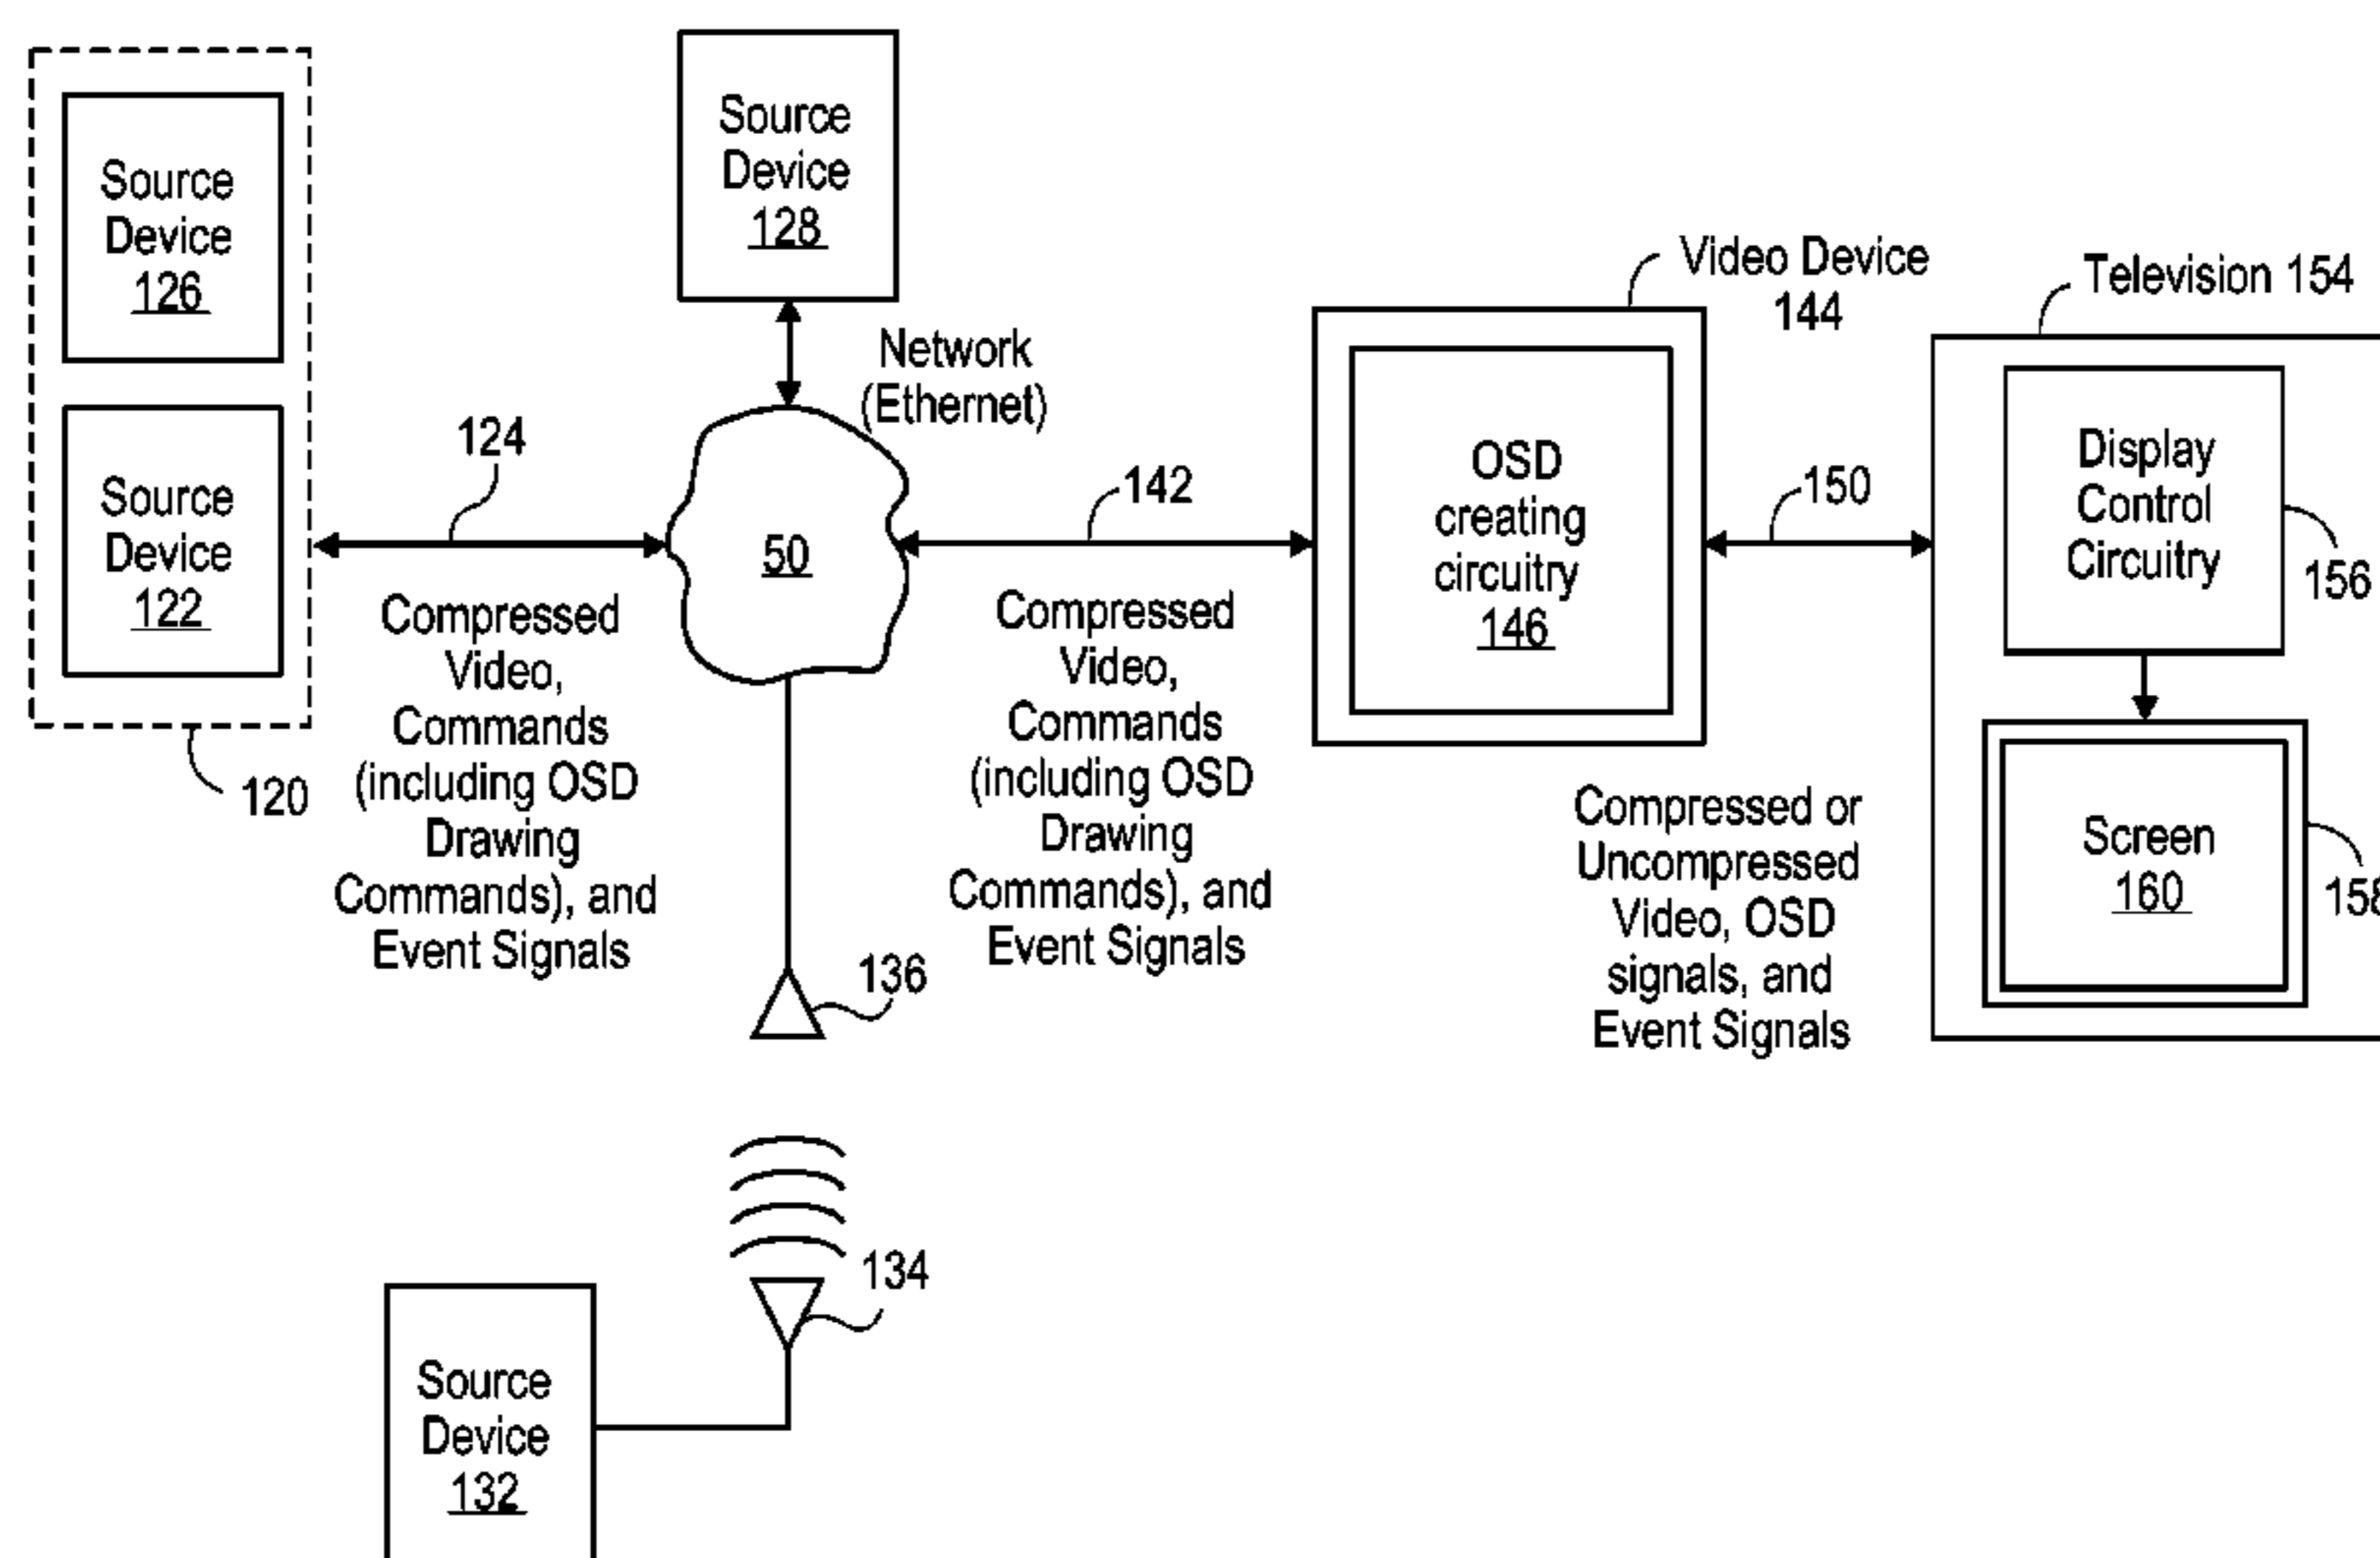 Source
Device
126
Source
Device
122
120
Source
Device
128
Network
(Ethernet)
124
50
142
Compressed
Video,
Commands
(including OSD
Drawing
Commands), and
Event Signals
Compressed
Video,
Commands
(including OSD
Drawing
Commands), and
Event Signals
Video Device
144
OSD
creating
circuitry
146
150
Compressed or
Uncompressed
Video, OSD
signals, and
Event Signals
Television 154
Display
Control
Circuitry
156
Screen
160
158
136
134
Source
Device
132